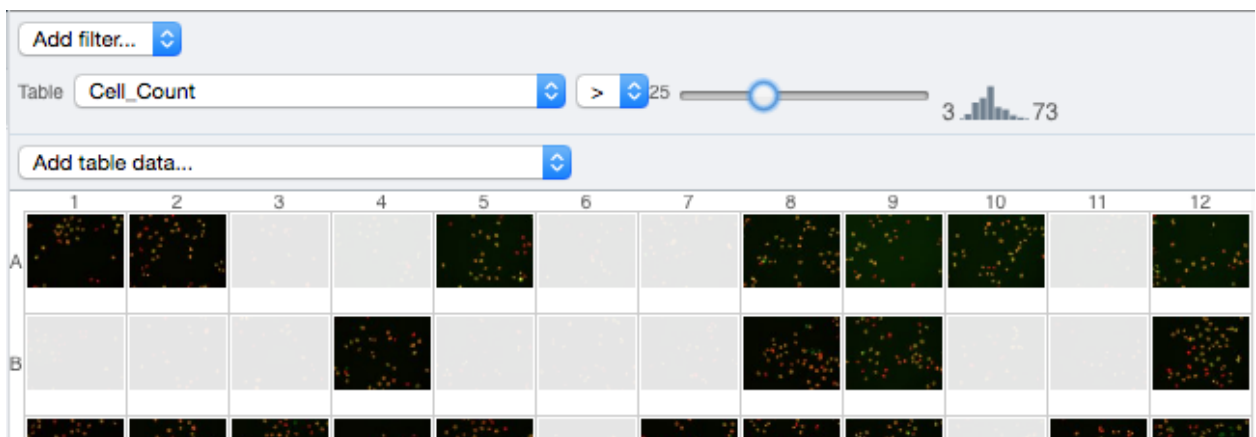 Add filter...
Table Cell_Count > 25 3 73
Add table data...
1 2 3 4 5 6 7 8 9 10 11 12
A
B